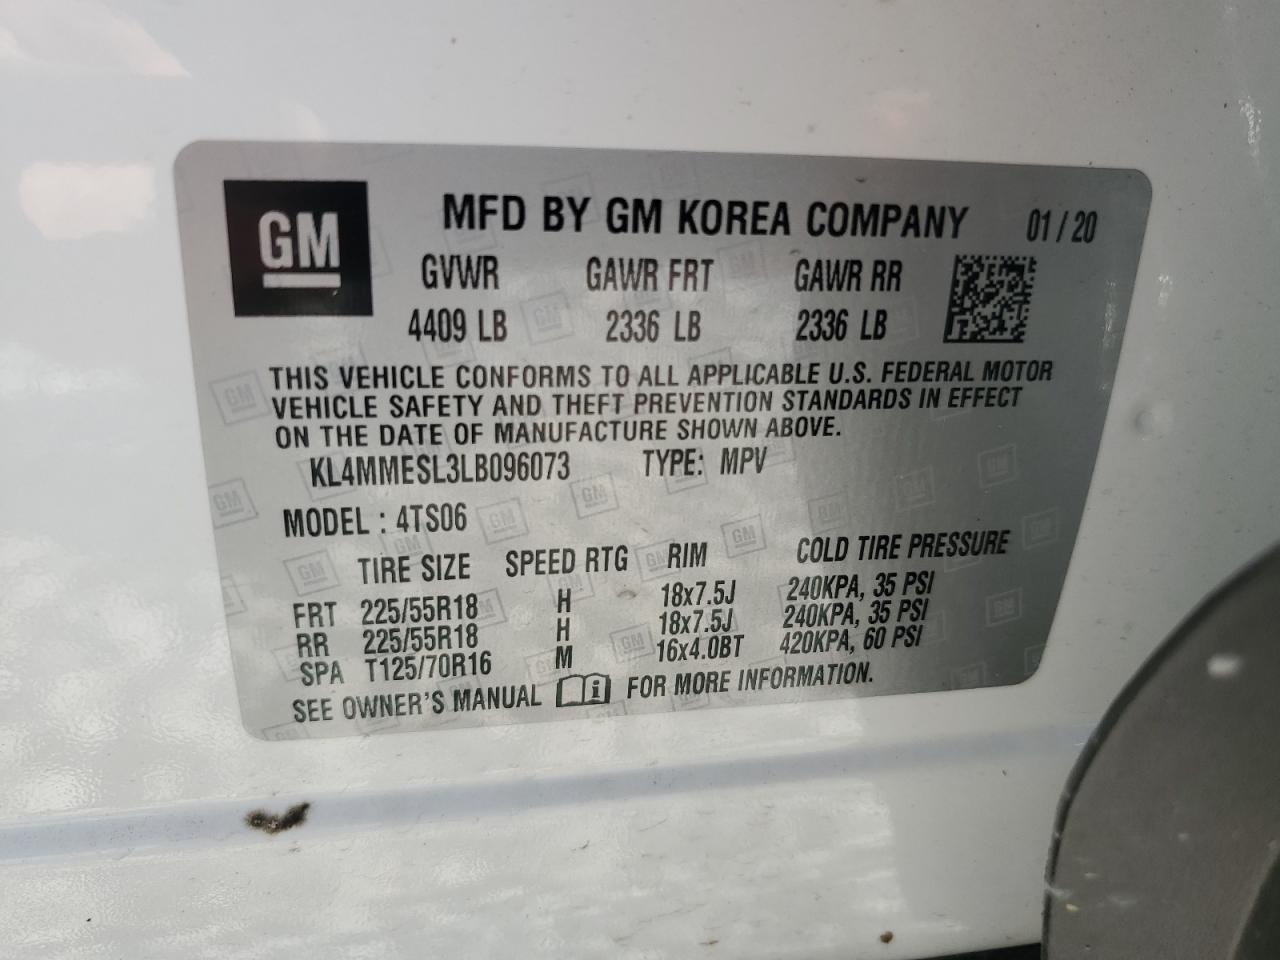 GM
MFD BY GM KOREA COMPANY 01/20
GVWR GAWR FRT GAWR RR
4409 LB 2336 LB 2336 LB
THIS VEHICLE CONFORMS TO ALL APPLICABLE U.S. FEDERAL MOTOR
VEHICLE SAFETY AND THEFT PREVENTION STANDARDS IN EFFECT
ON THE DATE OF MANUFACTURE SHOWN ABOVE.
KL4MMESL3LB096073 TYPE: MPV
MODEL : 4TS06
TIRE SIZE SPEED RTG RIM COLD TIRE PRESSURE
FRT 225/55R18 H 18x7.5J 240KPA, 35 PSI
RR 225/55R18 H 18x7.5J 240KPA, 35 PSI
SPA T125/70R16 M 16x4.0BT 420KPA, 60 PSI
SEE OWNER'S MANUAL i FOR MORE INFORMATION.